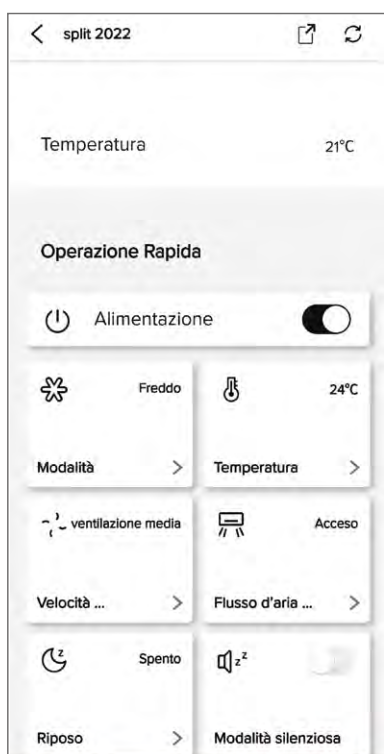 split 2022
Temperatura 21°C
Operazione Rapida
Alimentazione
Freddo 24°C
Modalità Temperatura
ventilazione media Acceso
Velocità ... Flusso d'aria ...
Spento
Riposo Modalità silenziosa